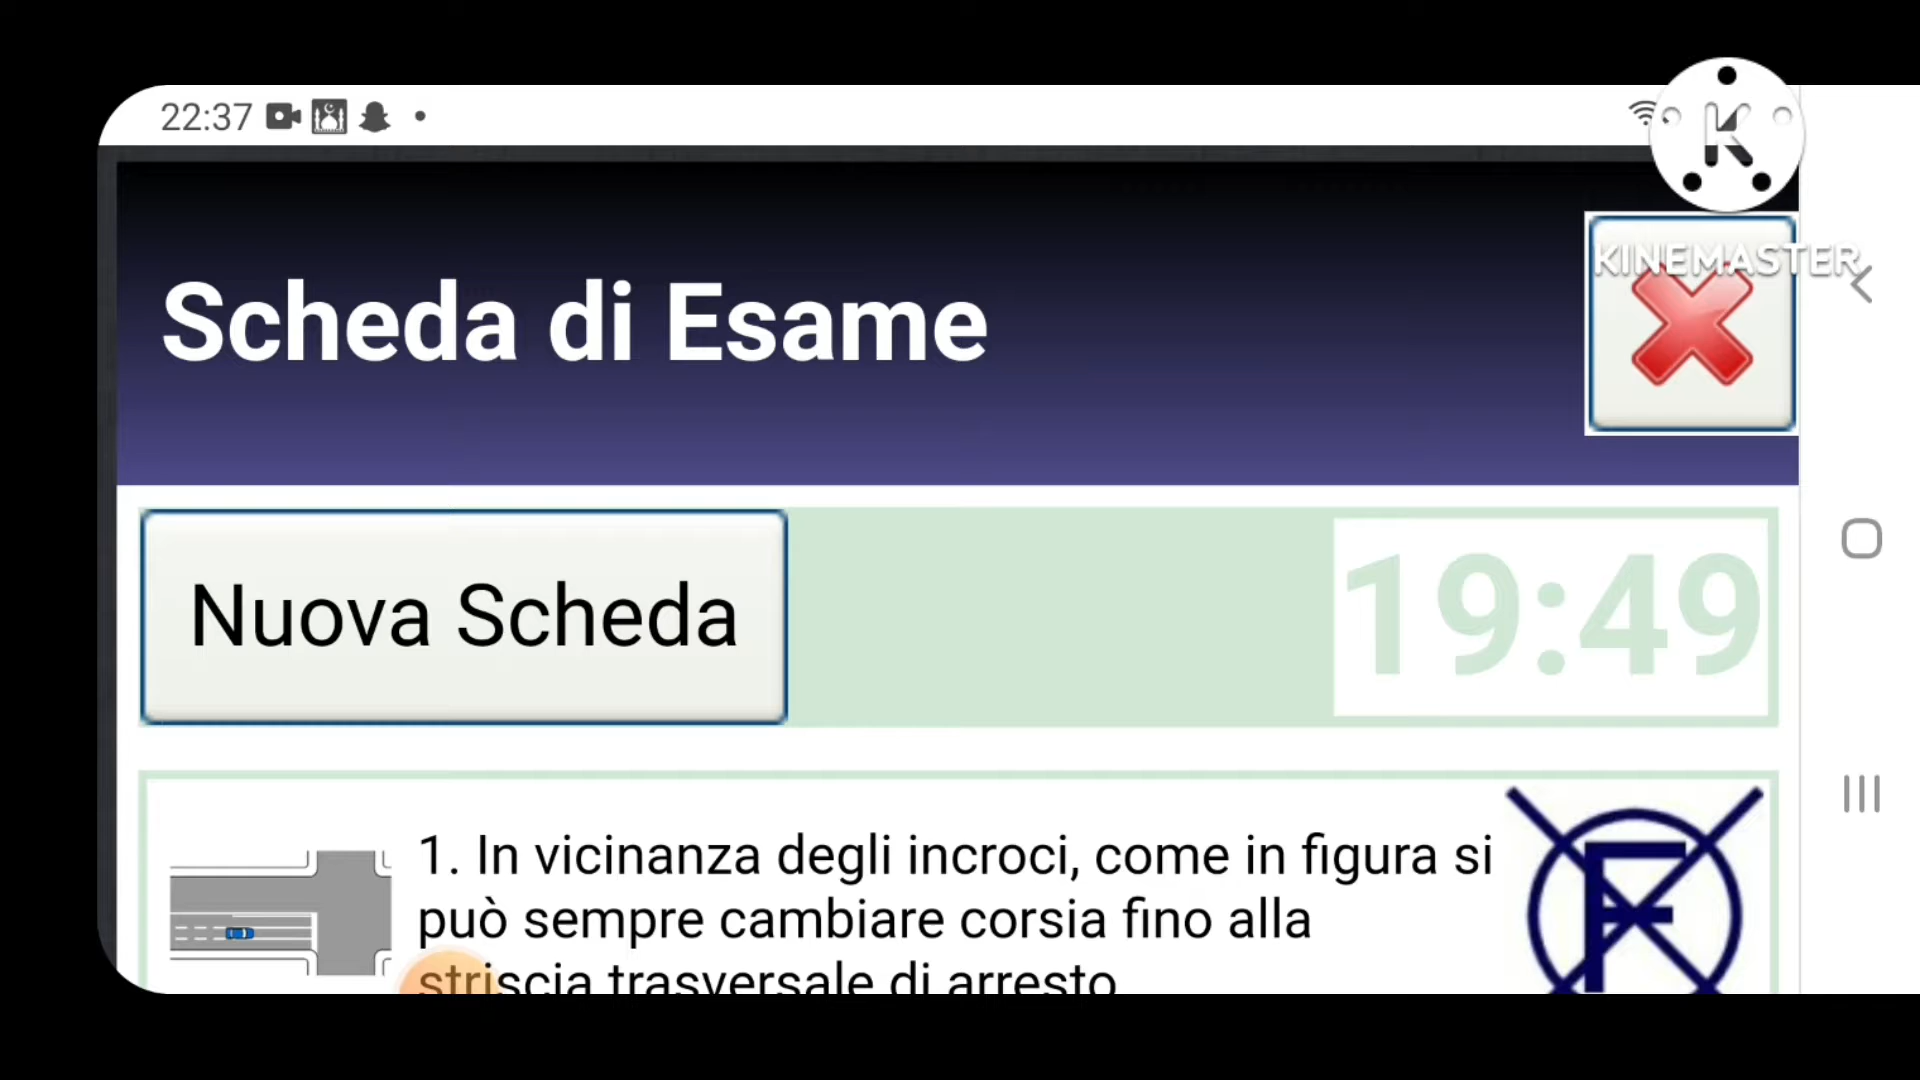 22:37
KINEMASTER
Scheda di Esame
Nuova Scheda
19:49
1. In vicinanza degli incroci, come in figura si
può sempre cambiare corsia fino alla
striscia trasversale di arresto
F